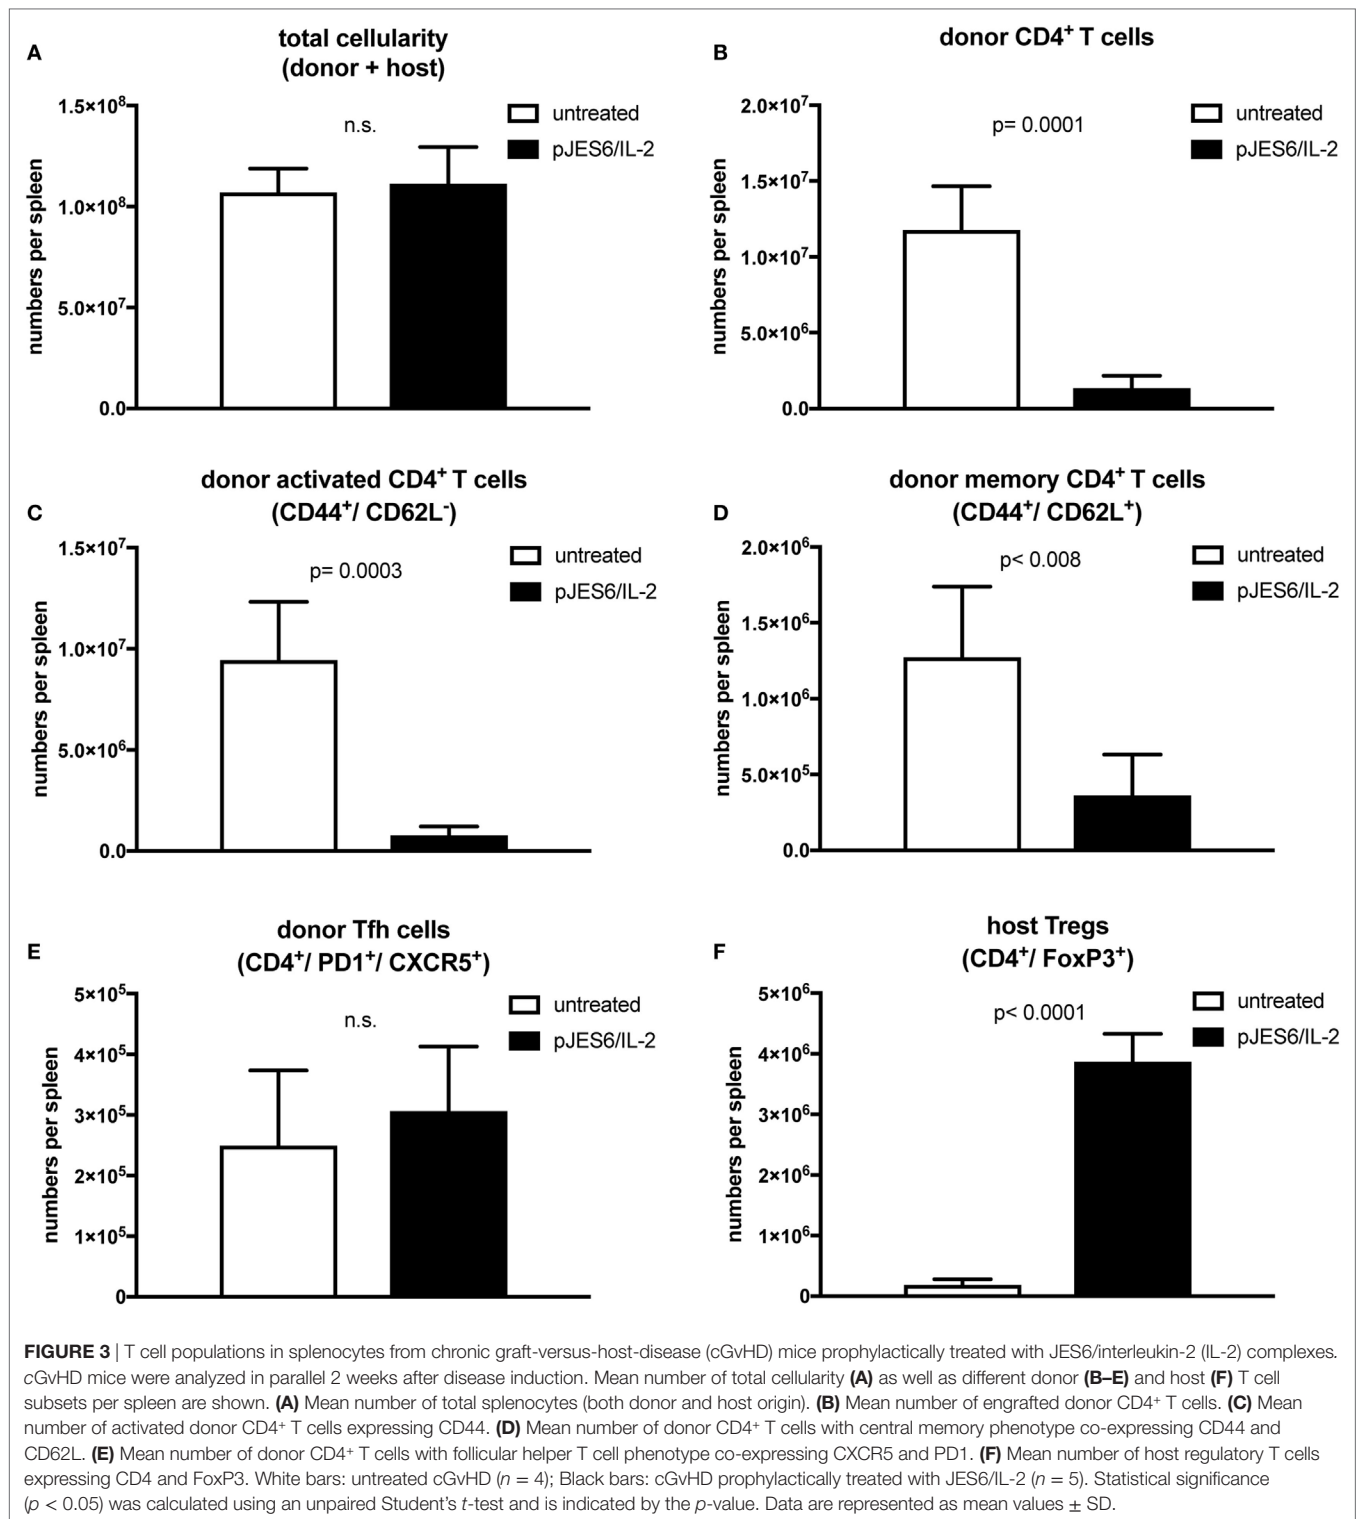 A
total cellularity
(donor + host)
numbers per spleen
1.5×10⁸
1.0×10⁸
5.0×10⁷
0.0
n.s.
untreated
pJES6/IL-2
B
donor CD4⁺ T cells
numbers per spleen
2.0×10⁷
1.5×10⁷
1.0×10⁷
5.0×10⁶
0.0
p= 0.0001
untreated
pJES6/IL-2
C
donor activated CD4⁺ T cells
(CD44⁺/ CD62L⁻)
numbers per spleen
1.5×10⁷
1.0×10⁷
5.0×10⁶
0.0
p= 0.0003
untreated
pJES6/IL-2
D
donor memory CD4⁺ T cells
(CD44⁺/ CD62L⁺)
numbers per spleen
2.0×10⁶
1.5×10⁶
1.0×10⁶
5.0×10⁵
0.0
p< 0.008
untreated
pJES6/IL-2
E
donor Tfh cells
(CD4⁺/ PD1⁺/ CXCR5⁺)
numbers per spleen
5×10⁵
4×10⁵
3×10⁵
2×10⁵
1×10⁵
0
n.s.
untreated
pJES6/IL-2
F
host Tregs
(CD4⁺/ FoxP3⁺)
numbers per spleen
5×10⁶
4×10⁶
3×10⁶
2×10⁶
1×10⁶
0
p< 0.0001
untreated
pJES6/IL-2
FIGURE 3 | T cell populations in splenocytes from chronic graft-versus-host-disease (cGvHD) mice prophylactically treated with JES6/interleukin-2 (IL-2) complexes.
cGvHD mice were analyzed in parallel 2 weeks after disease induction. Mean number of total cellularity (A) as well as different donor (B–E) and host (F) T cell
subsets per spleen are shown. (A) Mean number of total splenocytes (both donor and host origin). (B) Mean number of engrafted donor CD4⁺ T cells. (C) Mean
number of activated donor CD4⁺ T cells expressing CD44. (D) Mean number of donor CD4⁺ T cells with central memory phenotype co-expressing CD44 and
CD62L. (E) Mean number of donor CD4⁺ T cells with follicular helper T cell phenotype co-expressing CXCR5 and PD1. (F) Mean number of host regulatory T cells
expressing CD4 and FoxP3. White bars: untreated cGvHD (n = 4); Black bars: cGvHD prophylactically treated with JES6/IL-2 (n = 5). Statistical significance
(p < 0.05) was calculated using an unpaired Student's t-test and is indicated by the p-value. Data are represented as mean values ± SD.